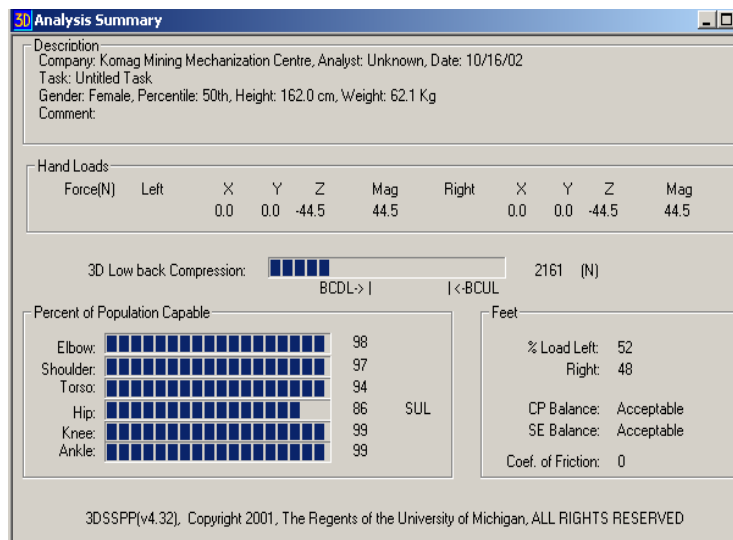 3D Analysis Summary
Description
Company: Komag Mining Mechanization Centre, Analyst: Unknown, Date: 10/16/02
Task: Untitled Task
Gender: Female, Percentile: 50th, Height: 162.0 cm, Weight: 62.1 Kg
Comment:
Hand Loads
Force(N) Left X Y Z Mag Right X Y Z Mag
0.0 0.0 -44.5 44.5 0.0 0.0 -44.5 44.5
3D Low back Compression: 2161 (N)
BCDL-> | |<-BCUL
Percent of Population Capable
Elbow: 98
Shoulder: 97
Torso: 94
Hip: 86 SUL
Knee: 99
Ankle: 99
Feet
% Load Left: 52
Right: 48
CP Balance: Acceptable
SE Balance: Acceptable
Coef. of Friction: 0
3DSSPP(v4.32), Copyright 2001, The Regents of the University of Michigan, ALL RIGHTS RESERVED